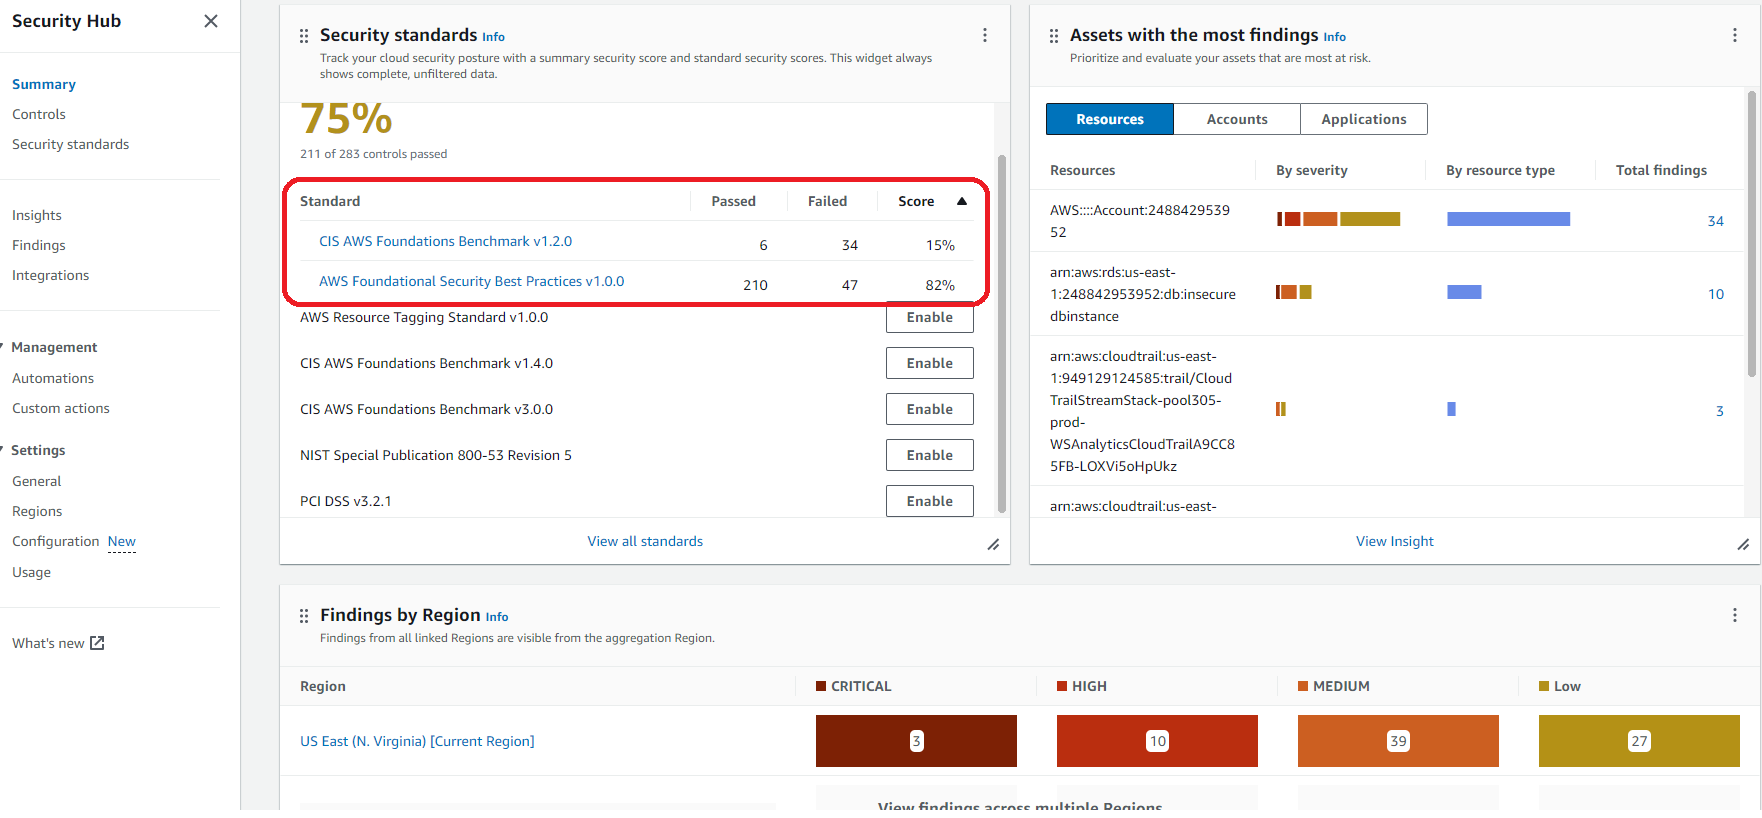 Security Hub
Summary
Controls
Security standards
Insights
Findings
Integrations
Management
Automations
Custom actions
Settings
General
Regions
Configuration New
Usage
What's new
Security standards Info
Track your cloud security posture with a summary security score and standard security scores. This widget always
shows complete, unfiltered data.
75%
211 of 283 controls passed
Standard Passed Failed Score
CIS AWS Foundations Benchmark v1.2.0 6 34 15%
AWS Foundational Security Best Practices v1.0.0 210 47 82%
AWS Resource Tagging Standard v1.0.0 Enable
CIS AWS Foundations Benchmark v1.4.0 Enable
CIS AWS Foundations Benchmark v3.0.0 Enable
NIST Special Publication 800-53 Revision 5 Enable
PCI DSS v3.2.1 Enable
View all standards
Assets with the most findings Info
Prioritize and evaluate your assets that are most at risk.
Resources Accounts Applications
Resources By severity By resource type Total findings
AWS::::Account:2488429539
52
34
arn:aws:rds:us-east-
1:248842953952:db:insecure
dbinstance
10
arn:aws:cloudtrail:us-east-
1:949129124585:trail/Cloud
TrailStreamStack-pool305-
prod-
WSAnalyticsCloudTrailA9CC8
5FB-LOXVi5oHpUkz
3
arn:aws:cloudtrail:us-east-
View Insight
Findings by Region Info
Findings from all linked Regions are visible from the aggregation Region.
Region CRITICAL HIGH MEDIUM Low
US East (N. Virginia) [Current Region] 3 10 39 27
View findings across multiple Regions